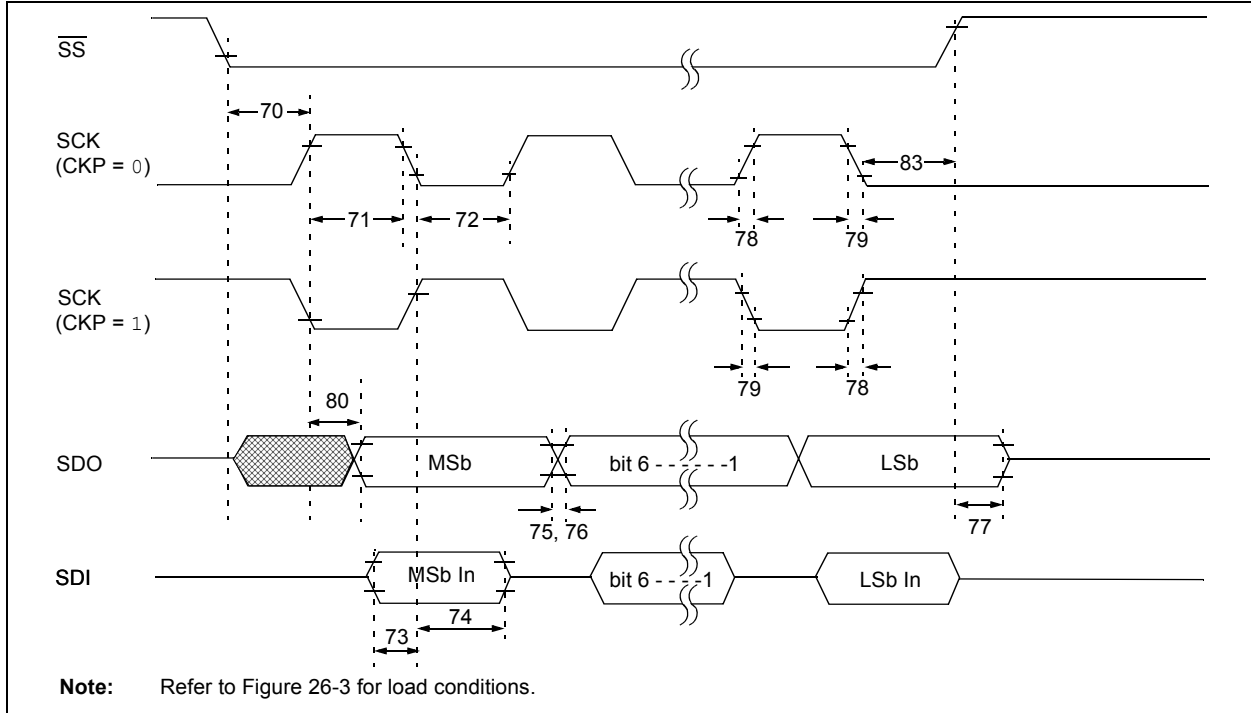 SS
70
SCK
(CKP = 0)
83
71
72
78
79
SCK
(CKP = 1)
79
78
80
SDO
MSb
bit 6 - - - - - -1
LSb
75, 76
77
SDI
MSb In
bit 6 - - - -1
LSb In
74
73
Note: Refer to Figure 26-3 for load conditions.